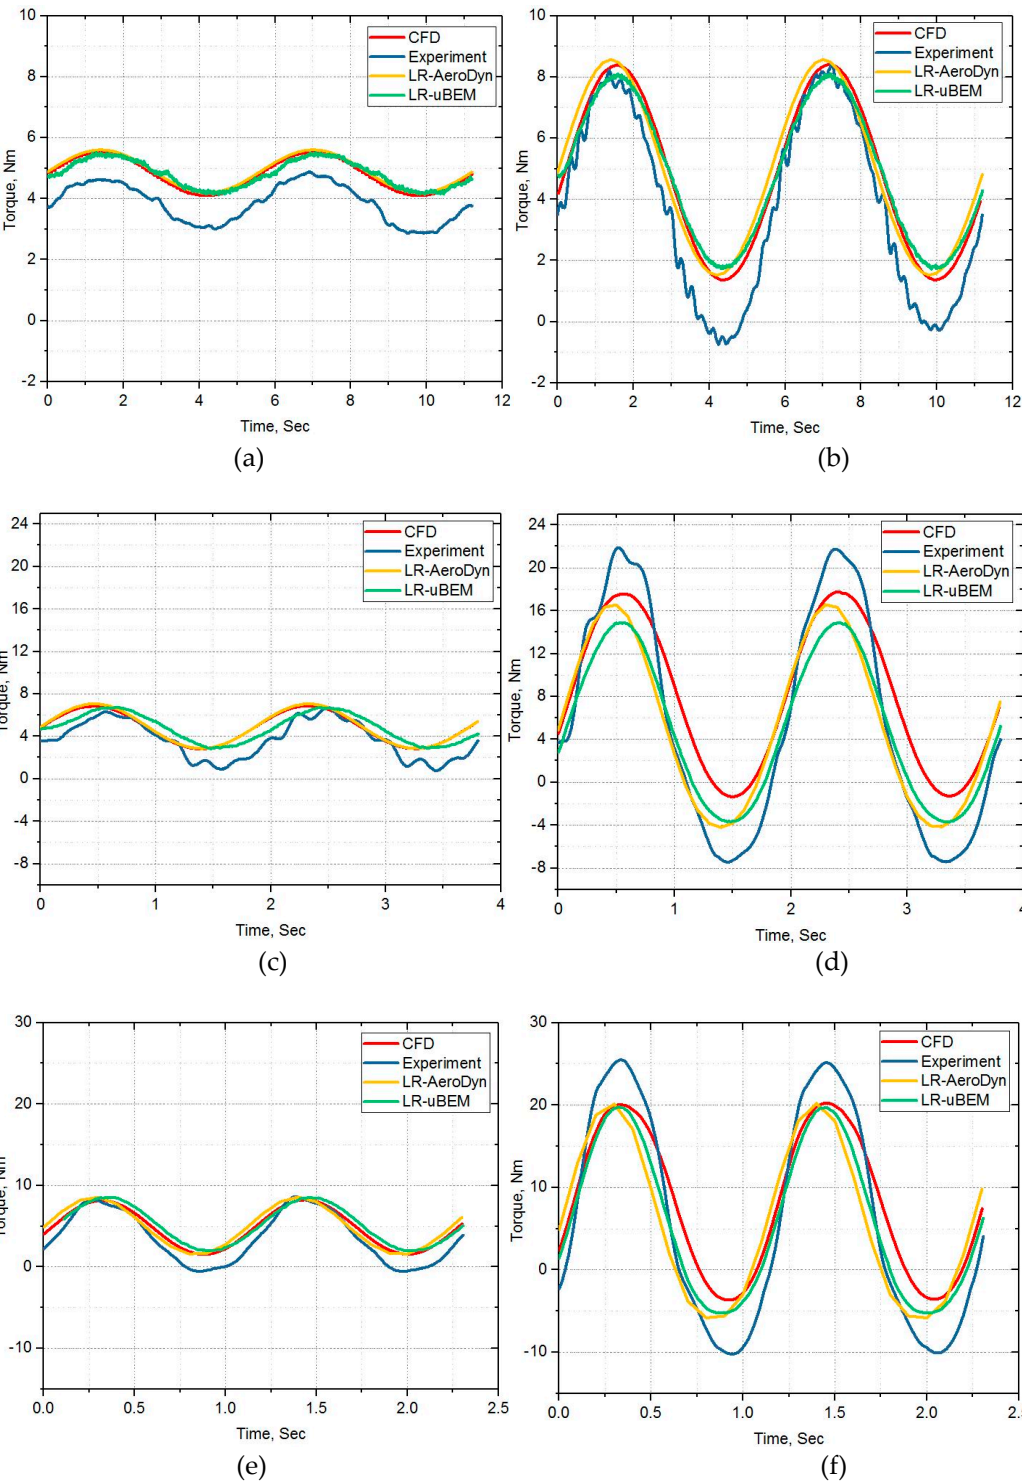 10
8
6
4
2
0
-2
Torque, Nm
CFD
Experiment
LR-AeroDyn
LR-uBEM
0 2 4 6 8 10 12
Time, Sec
(a)
10
8
6
4
2
0
-2
Torque, Nm
CFD
Experiment
LR-AeroDyn
LR-uBEM
0 2 4 6 8 10 12
Time, Sec
(b)
24
20
16
12
8
4
0
-4
-8
Torque, Nm
CFD
Experiment
LR-AeroDyn
LR-uBEM
0 1 2 3 4
Time, Sec
(c)
24
20
16
12
8
4
0
-4
-8
Torque, Nm
CFD
Experiment
LR-AeroDyn
LR-uBEM
0 1 2 3 4
Time, Sec
(d)
30
20
10
0
-10
Torque, Nm
CFD
Experiment
LR-AeroDyn
LR-uBEM
0.0 0.5 1.0 1.5 2.0 2.5
Time, Sec
(e)
30
20
10
0
-10
Torque, Nm
CFD
Experiment
LR-AeroDyn
LR-uBEM
0.0 0.5 1.0 1.5 2.0 2.5
Time, Sec
(f)